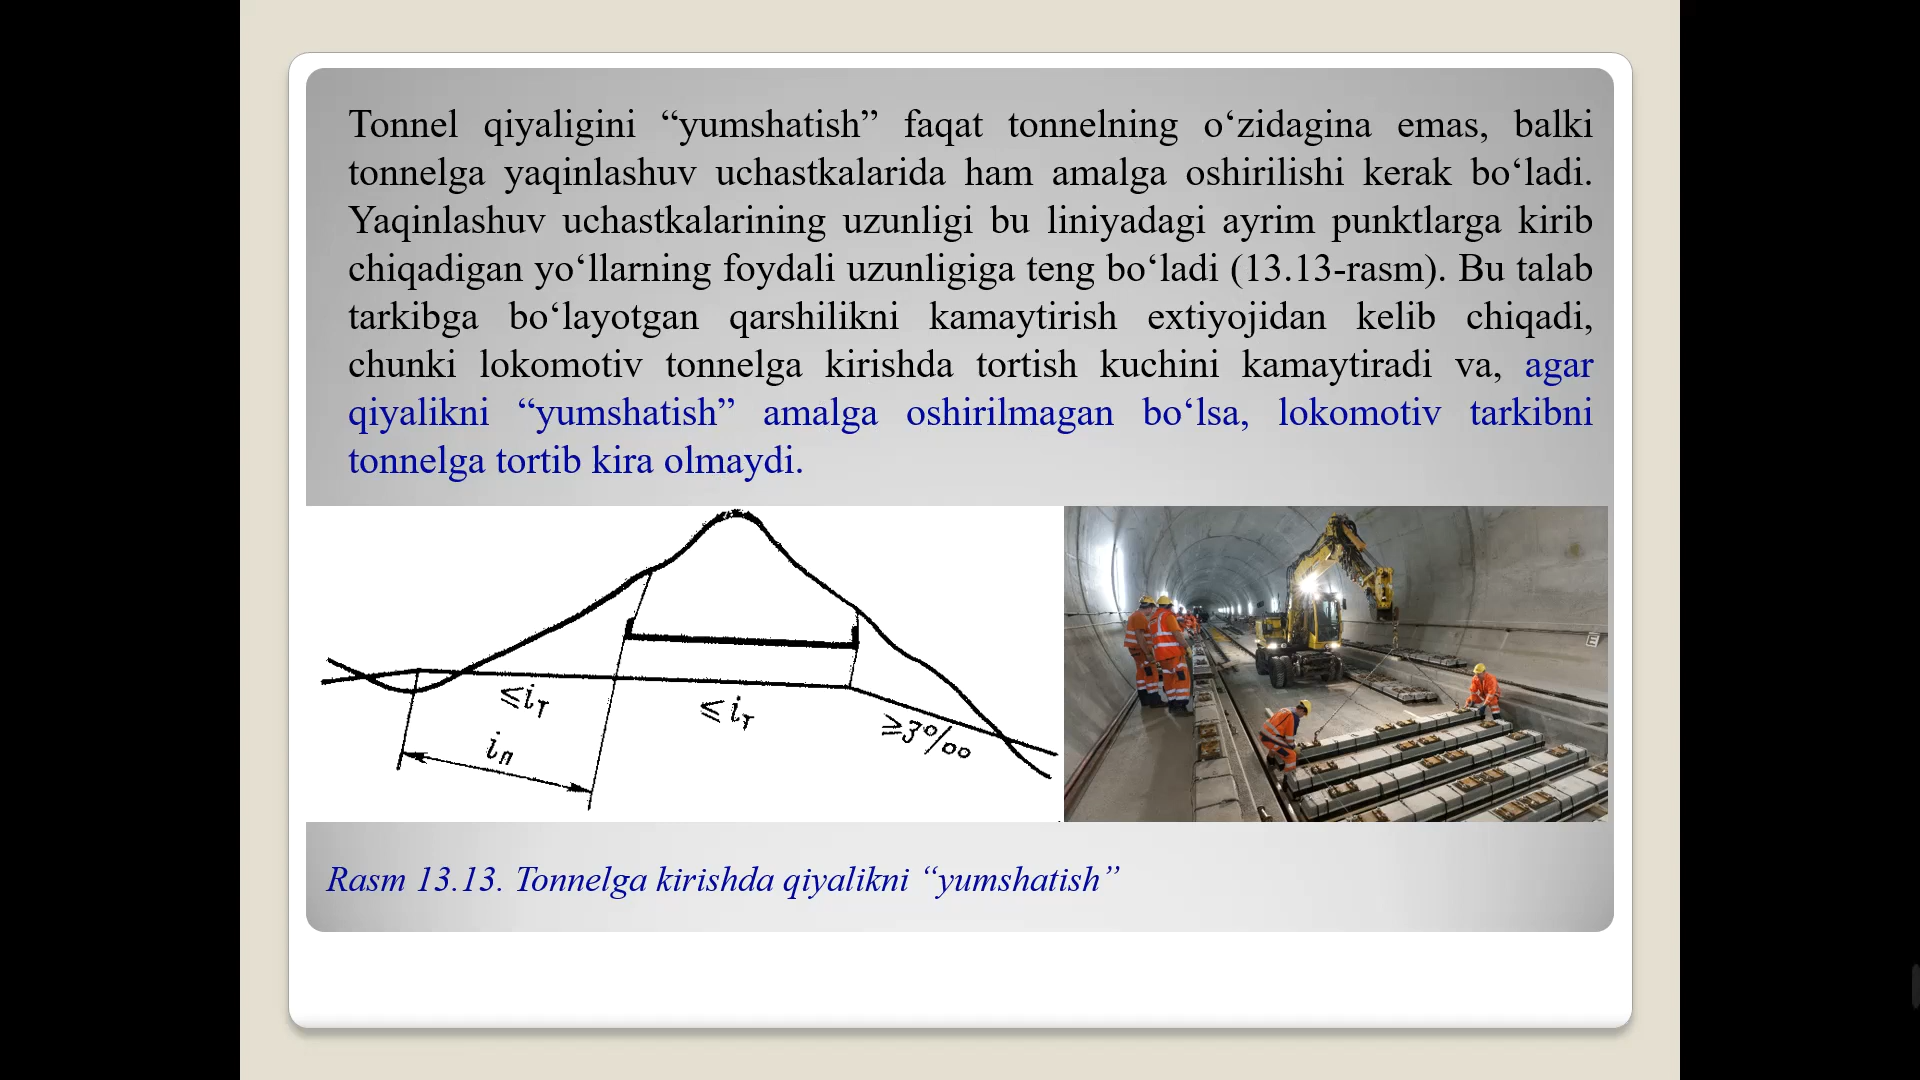 Tonnel qiyaligini “yumshatish” faqat tonnelning o‘zidagina emas, balki
tonnelga yaqinlashuv uchastkalarida ham amalga oshirilishi kerak bo‘ladi.
Yaqinlashuv uchastkalarining uzunligi bu liniyadagi ayrim punktlarga kirib
chiqadigan yo‘llarning foydali uzunligiga teng bo‘ladi (13.13-rasm). Bu talab
tarkibga bo‘layotgan qarshilikni kamaytirish extiyojidan kelib chiqadi,
chunki lokomotiv tonnelga kirishda tortish kuchini kamaytiradi va, agar
qiyalikni “yumshatish” amalga oshirilmagan bo‘lsa, lokomotiv tarkibni
tonnelga tortib kira olmaydi.
≤iт
≤iт
≥3‰
iп
Rasm 13.13. Tonnelga kirishda qiyalikni “yumshatish”